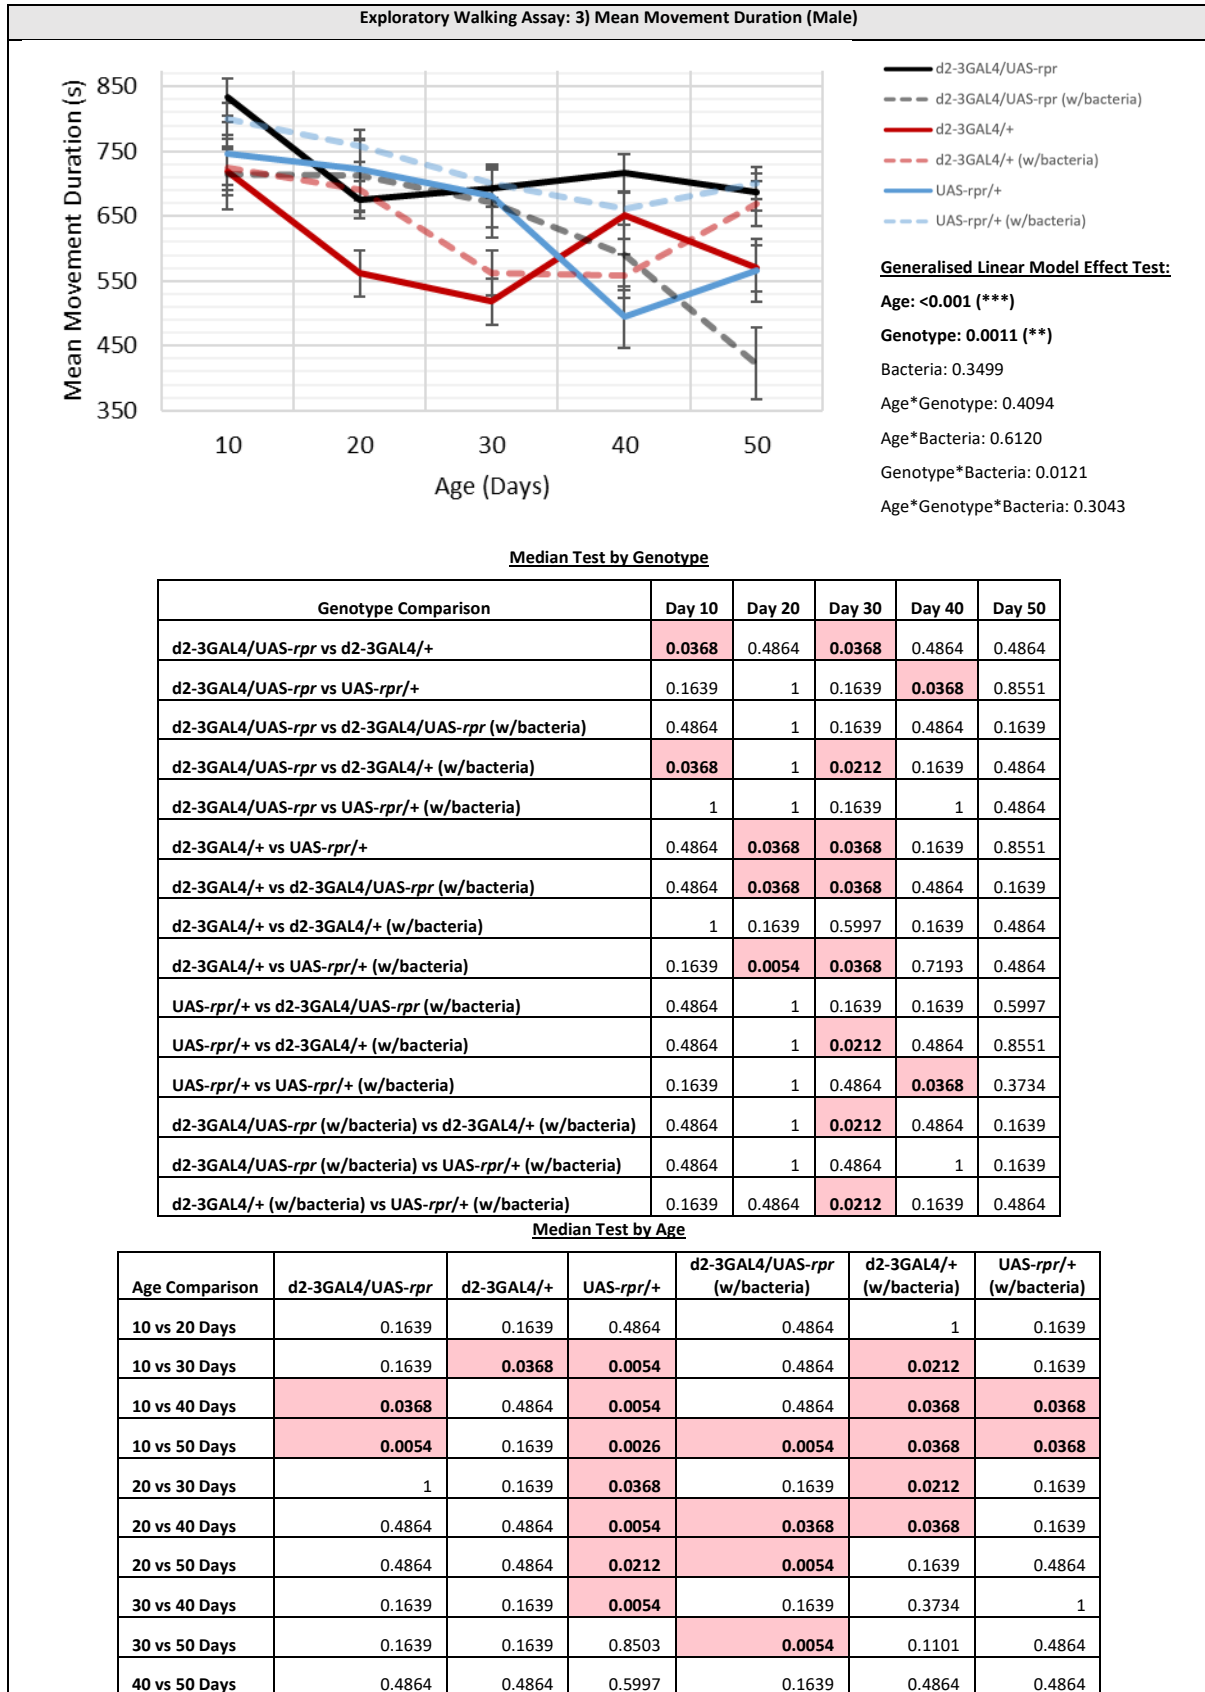 Exploratory Walking Assay: 3) Mean Movement Duration (Male)
Mean Movement Duration (s)
850
750
650
550
450
350
10 20 30 40 50
Age (Days)
d2-3GAL4/UAS-rpr
d2-3GAL4/UAS-rpr (w/bacteria)
d2-3GAL4/+
d2-3GAL4/+ (w/bacteria)
UAS-rpr/+
UAS-rpr/+ (w/bacteria)
Generalised Linear Model Effect Test:
Age: <0.001 (***)
Genotype: 0.0011 (**)
Bacteria: 0.3499
Age*Genotype: 0.4094
Age*Bacteria: 0.6120
Genotype*Bacteria: 0.0121
Age*Genotype*Bacteria: 0.3043
Median Test by Genotype
Genotype Comparison Day 10 Day 20 Day 30 Day 40 Day 50
d2-3GAL4/UAS-rpr vs d2-3GAL4/+ 0.0368 0.4864 0.0368 0.4864 0.4864
d2-3GAL4/UAS-rpr vs UAS-rpr/+ 0.1639 1 0.1639 0.0368 0.8551
d2-3GAL4/UAS-rpr vs d2-3GAL4/UAS-rpr (w/bacteria) 0.4864 1 0.1639 0.4864 0.1639
d2-3GAL4/UAS-rpr vs d2-3GAL4/+ (w/bacteria) 0.0368 1 0.0212 0.1639 0.4864
d2-3GAL4/UAS-rpr vs UAS-rpr/+ (w/bacteria) 1 1 0.1639 1 0.4864
d2-3GAL4/+ vs UAS-rpr/+ 0.4864 0.0368 0.0368 0.1639 0.8551
d2-3GAL4/+ vs d2-3GAL4/UAS-rpr (w/bacteria) 0.4864 0.0368 0.0368 0.4864 0.1639
d2-3GAL4/+ vs d2-3GAL4/+ (w/bacteria) 1 0.1639 0.5997 0.1639 0.4864
d2-3GAL4/+ vs UAS-rpr/+ (w/bacteria) 0.1639 0.0054 0.0368 0.7193 0.4864
UAS-rpr/+ vs d2-3GAL4/UAS-rpr (w/bacteria) 0.4864 1 0.1639 0.1639 0.5997
UAS-rpr/+ vs d2-3GAL4/+ (w/bacteria) 0.4864 1 0.0212 0.4864 0.8551
UAS-rpr/+ vs UAS-rpr/+ (w/bacteria) 0.1639 1 0.4864 0.0368 0.3734
d2-3GAL4/UAS-rpr (w/bacteria) vs d2-3GAL4/+ (w/bacteria) 0.4864 1 0.0212 0.4864 0.1639
d2-3GAL4/UAS-rpr (w/bacteria) vs UAS-rpr/+ (w/bacteria) 0.4864 1 0.4864 1 0.1639
d2-3GAL4/+ (w/bacteria) vs UAS-rpr/+ (w/bacteria) 0.1639 0.4864 0.0212 0.1639 0.4864
Median Test by Age
Age Comparison d2-3GAL4/UAS-rpr d2-3GAL4/+ UAS-rpr/+ d2-3GAL4/UAS-rpr (w/bacteria) d2-3GAL4/+ (w/bacteria) UAS-rpr/+ (w/bacteria)
10 vs 20 Days 0.1639 0.1639 0.4864 0.4864 1 0.1639
10 vs 30 Days 0.1639 0.0368 0.0054 0.4864 0.0212 0.1639
10 vs 40 Days 0.0368 0.4864 0.0054 0.4864 0.0368 0.0368
10 vs 50 Days 0.0054 0.1639 0.0026 0.0054 0.0368 0.0368
20 vs 30 Days 1 0.1639 0.0368 0.1639 0.0212 0.1639
20 vs 40 Days 0.4864 0.4864 0.0054 0.0368 0.0368 0.1639
20 vs 50 Days 0.4864 0.4864 0.0212 0.0054 0.1639 0.4864
30 vs 40 Days 0.1639 0.1639 0.0054 0.1639 0.3734 1
30 vs 50 Days 0.1639 0.1639 0.8503 0.0054 0.1101 0.4864
40 vs 50 Days 0.4864 0.4864 0.5997 0.1639 0.4864 0.4864